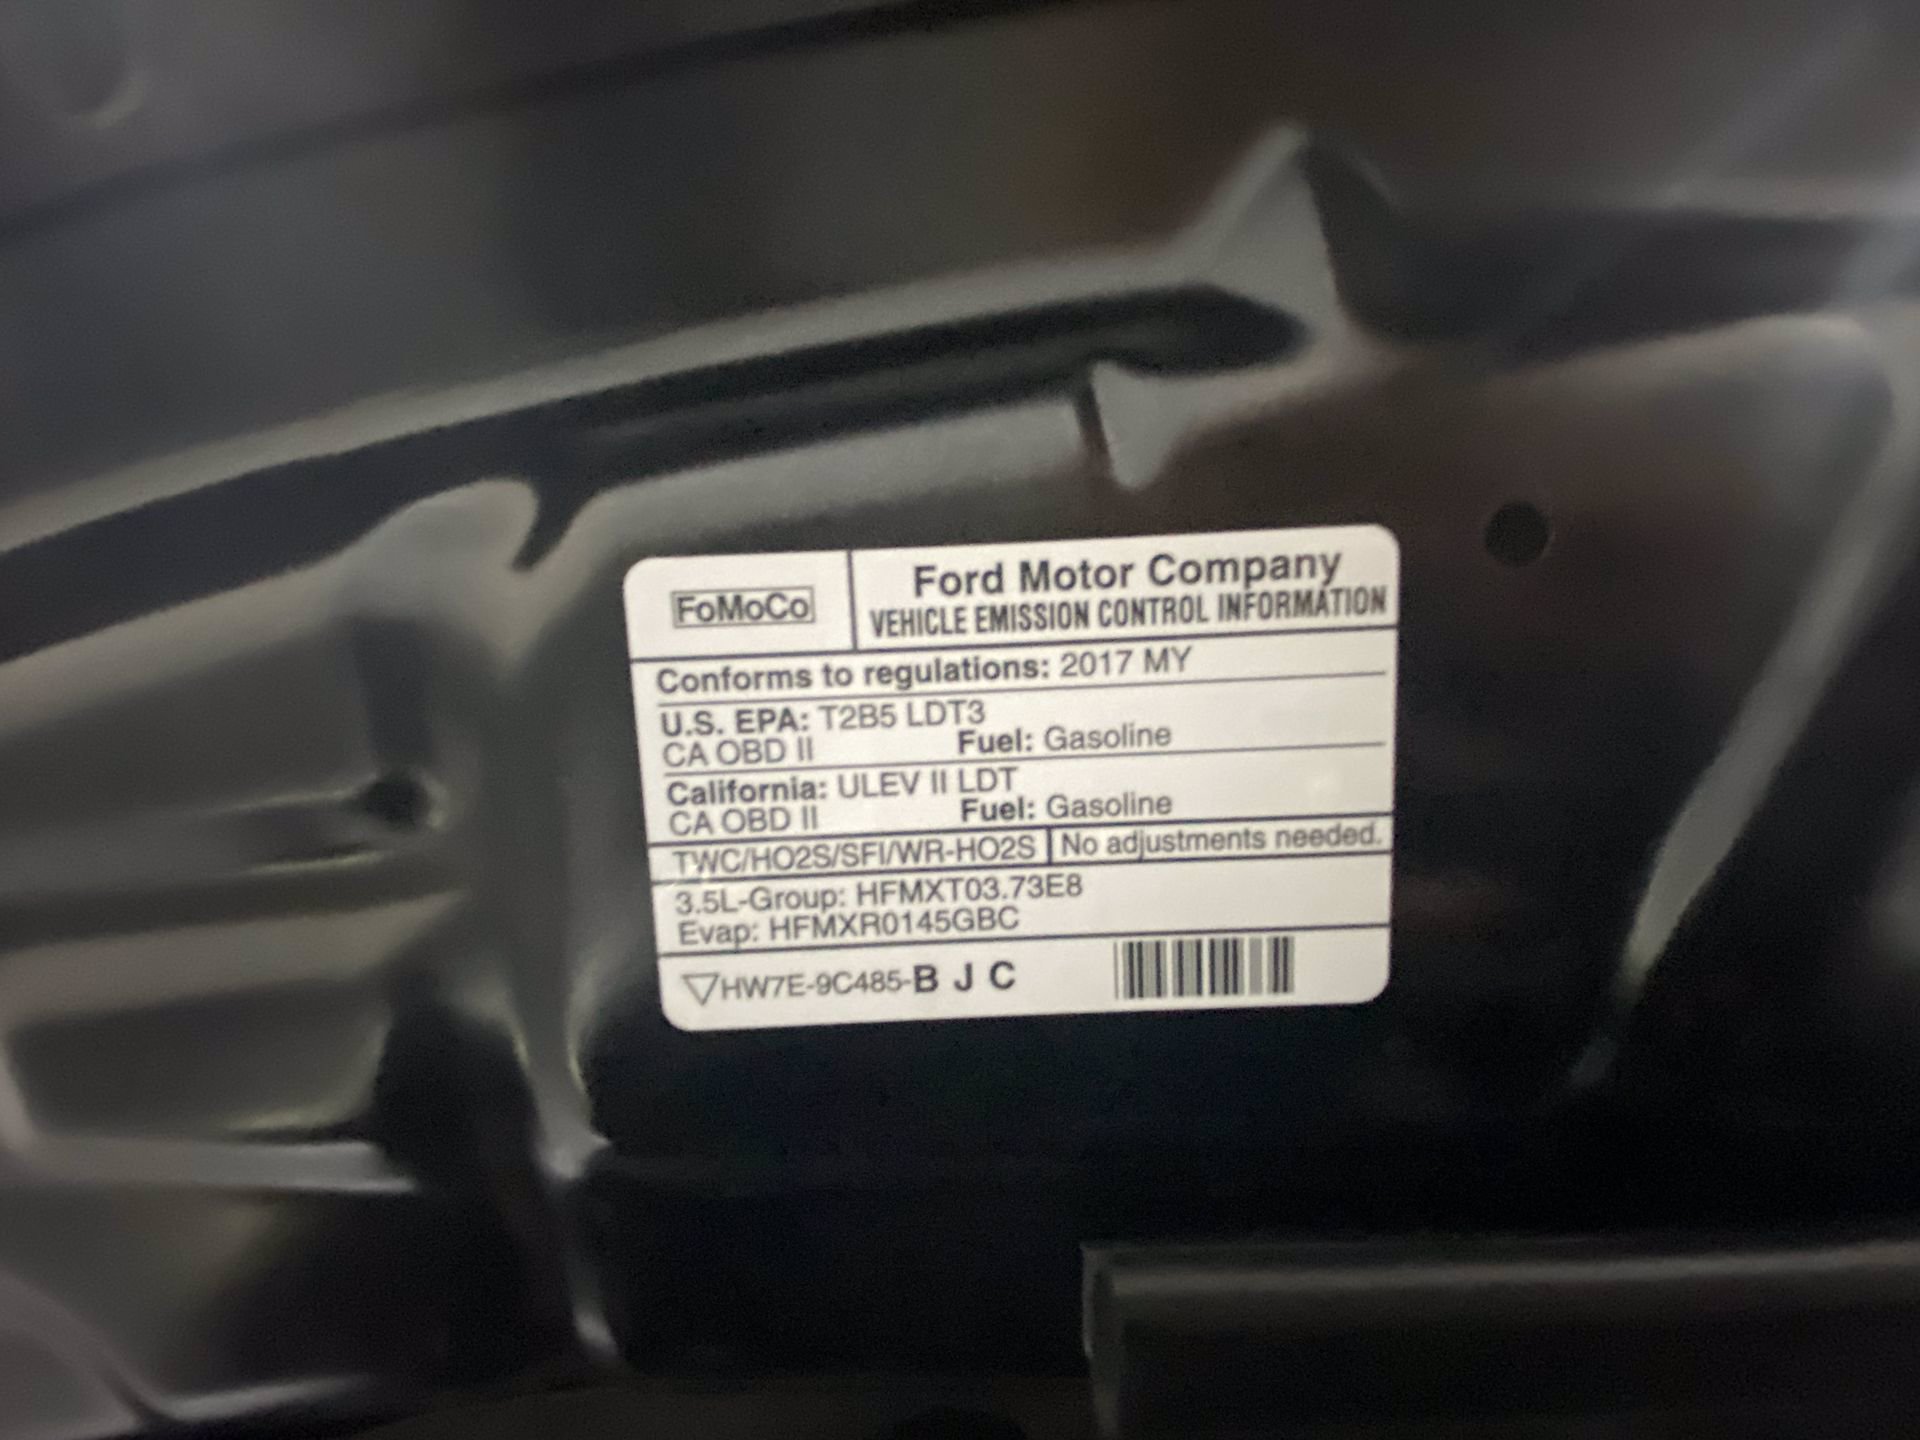 FoMoCo
Ford Motor Company
VEHICLE EMISSION CONTROL INFORMATION
Conforms to regulations: 2017 MY
U.S. EPA: T2B5 LDT3
CA OBD II Fuel: Gasoline
California: ULEV II LDT
CA OBD II Fuel: Gasoline
TWC/HO2S/SFI/WR-HO2S No adjustments needed.
3.5L-Group: HFMXT03.73E8
Evap: HFMXR0145GBC
HW7E-9C485-B J C